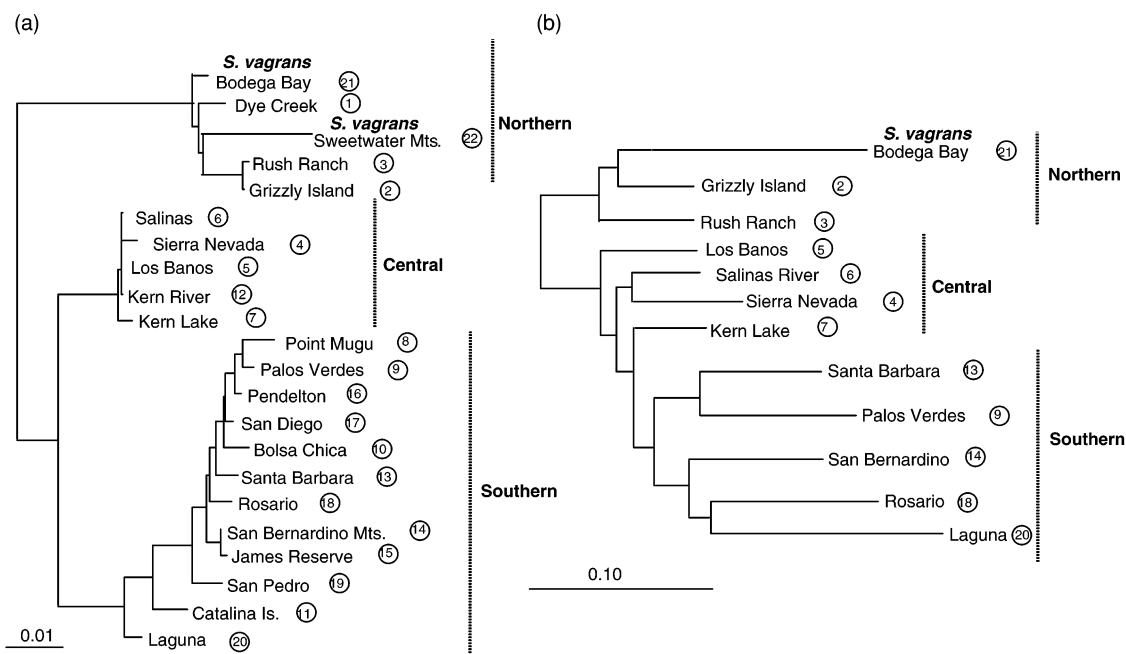 (a)
S. vagrans
Bodega Bay 21
Dye Creek 1
S. vagrans
Sweetwater Mts. 22
Rush Ranch 3
Grizzly Island 2
Northern
Salinas 6
Sierra Nevada 4
Los Banos 5
Kern River 12
Kern Lake 7
Central
Point Mugu 8
Palos Verdes 9
Pendelton 16
San Diego 17
Bolsa Chica 10
Santa Barbara 13
Rosario 18
San Bernardino Mts. 14
James Reserve 15
San Pedro 19
Catalina Is. 11
Laguna 20
Southern
0.01
(b)
S. vagrans
Bodega Bay 21
Grizzly Island 2
Rush Ranch 3
Northern
Los Banos 5
Salinas River 6
Sierra Nevada 4
Kern Lake 7
Central
Santa Barbara 13
Palos Verdes 9
San Bernardino 14
Rosario 18
Laguna 20
Southern
0.10